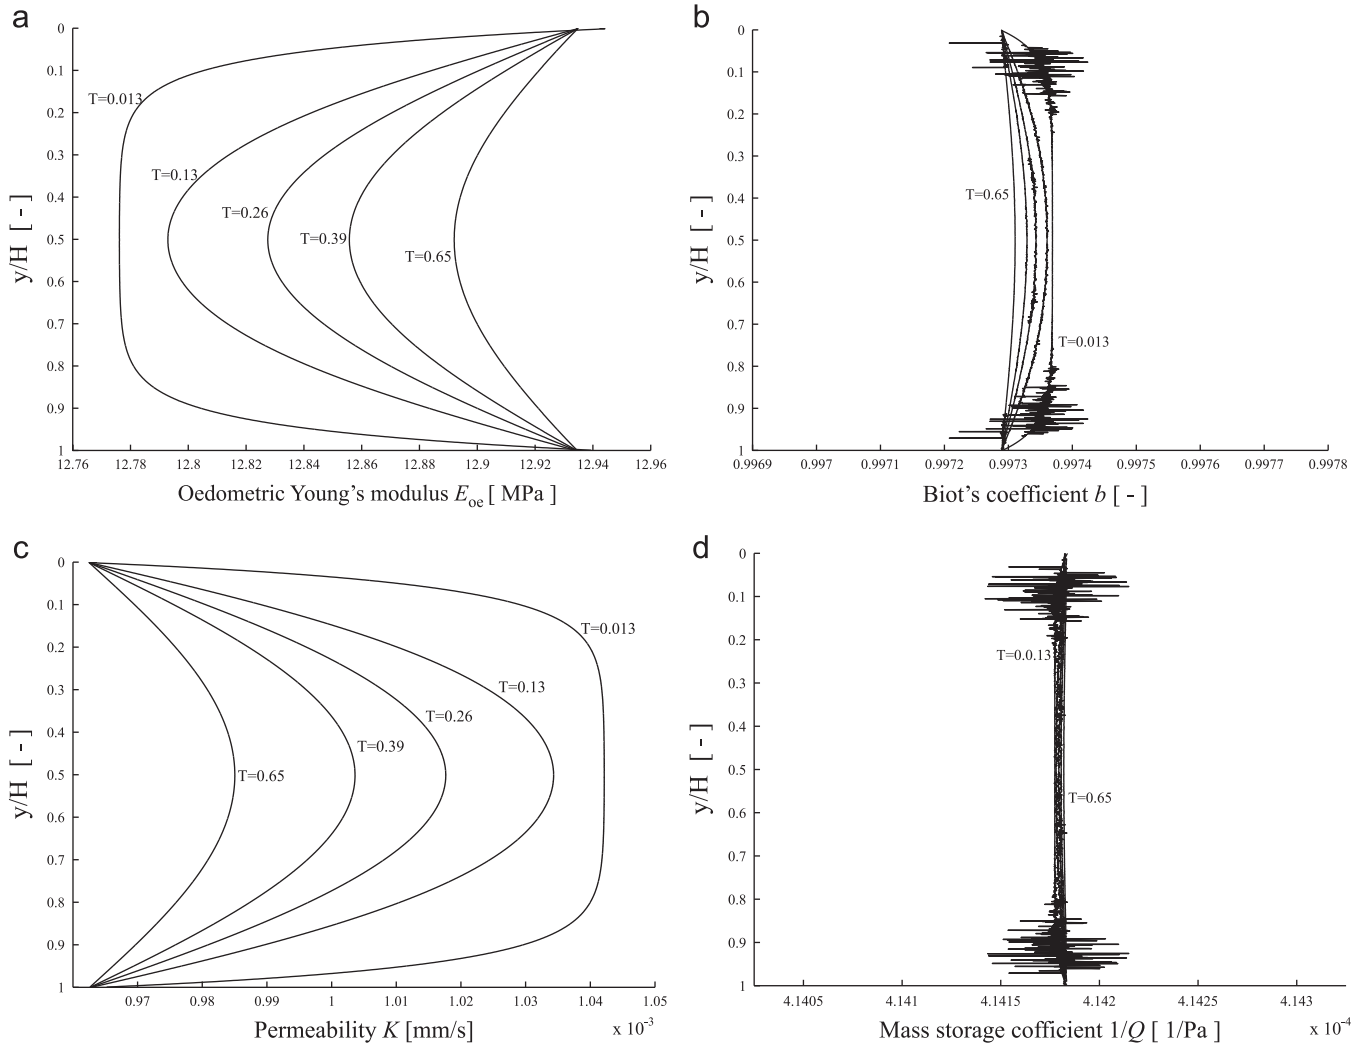 a
0
0.1
0.2
0.3
0.4
0.5
0.6
0.7
0.8
0.9
1
y/H [ - ]
T=0.013
T=0.13
T=0.26
T=0.39
T=0.65
12.76 12.78 12.8 12.82 12.84 12.86 12.88 12.9 12.92 12.94 12.96
Oedometric Young's modulus Eoe [ MPa ]
b
0
0.1
0.2
0.3
0.4
0.5
0.6
0.7
0.8
0.9
1
y/H [ - ]
T=0.65
T=0.013
0.9969 0.997 0.9971 0.9972 0.9973 0.9974 0.9975 0.9976 0.9977 0.9978
Biot's coefficient b [ - ]
c
0
0.1
0.2
0.3
0.4
0.5
0.6
0.7
0.8
0.9
1
y/H [ - ]
T=0.013
T=0.13
T=0.26
T=0.39
T=0.65
0.97 0.98 0.99 1 1.01 1.02 1.03 1.04 1.05
Permeability K [mm/s] x 10-3
d
0
0.1
0.2
0.3
0.4
0.5
0.6
0.7
0.8
0.9
1
y/H [ - ]
T=0.0.13
T=0.65
4.1405 4.141 4.1415 4.142 4.1425 4.143
Mass storage cofficient 1/Q [ 1/Pa ] x 10-4